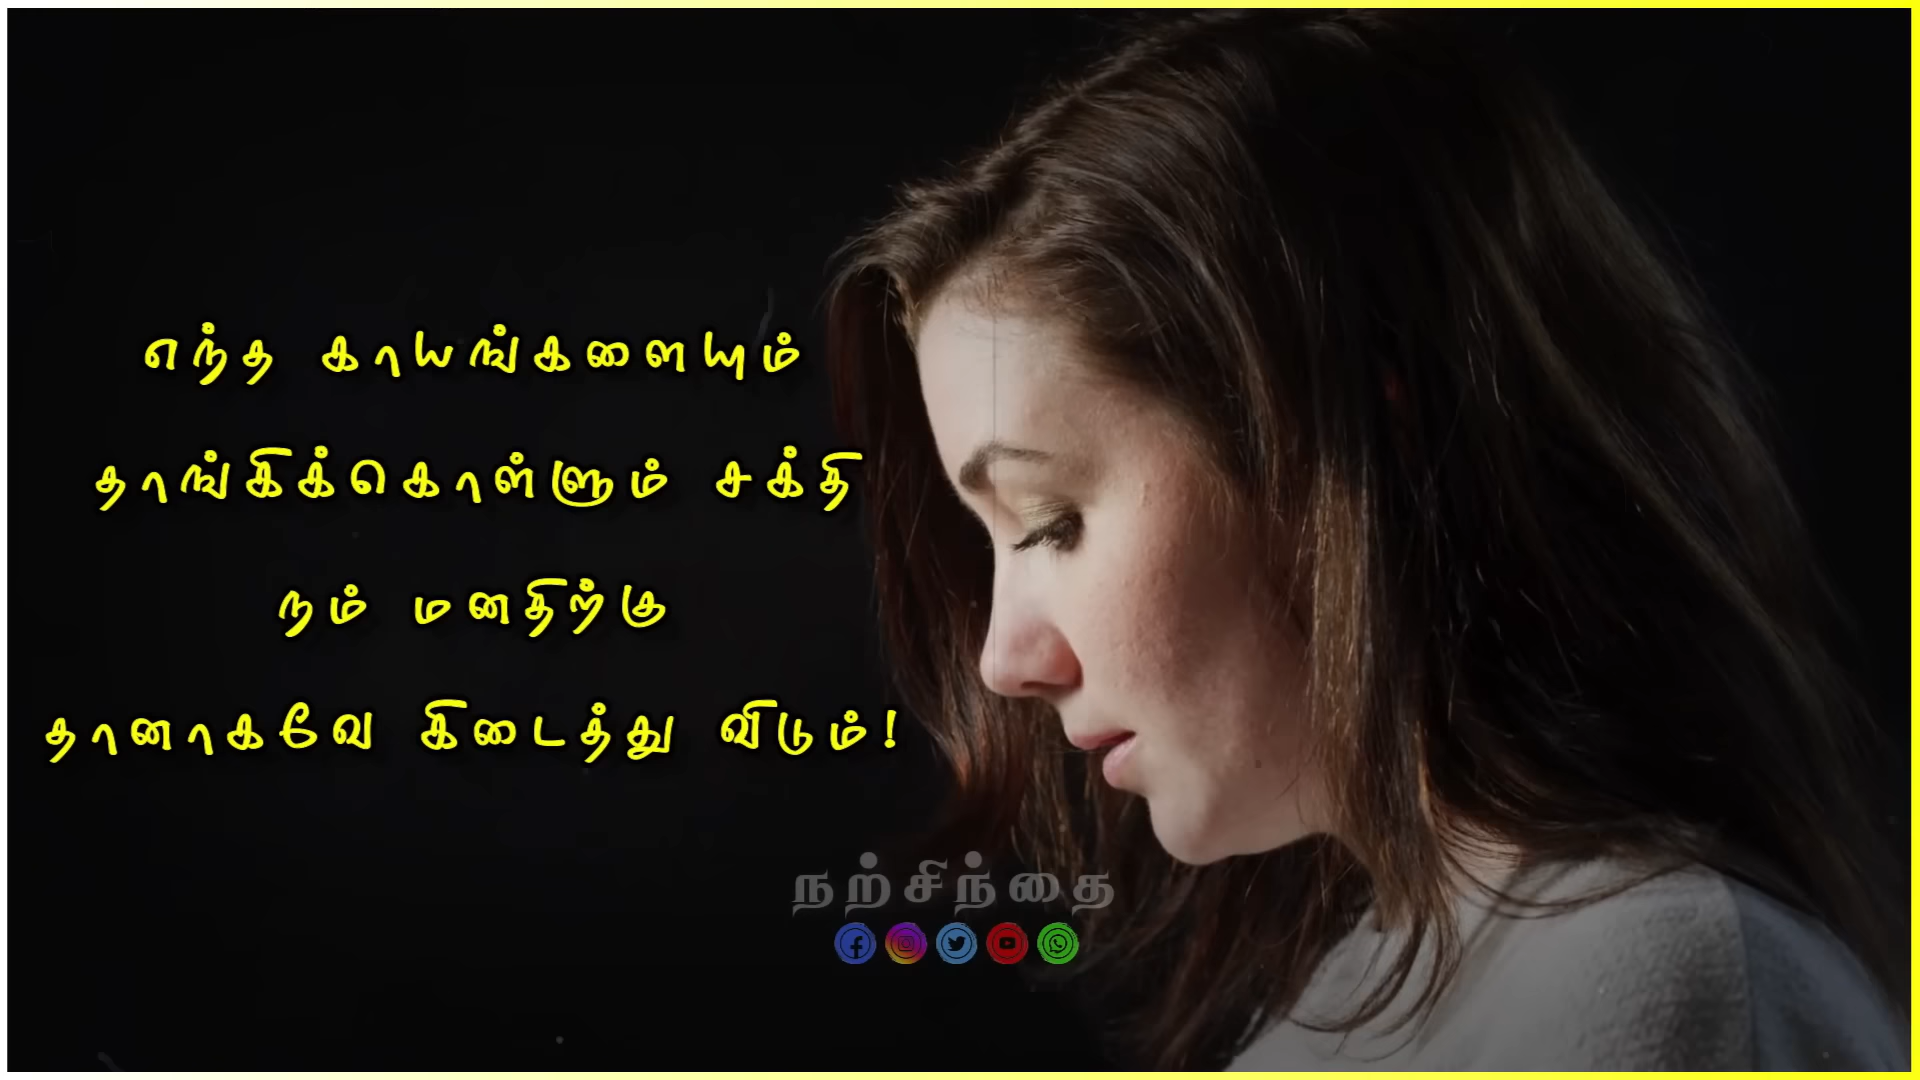 எந்த காயங்களையும்
தாங்கிக்கொள்ளும் சக்தி
நம் மனதிற்கு
தானாகவே கிடைத்து விடும்!
நற்சிந்தை